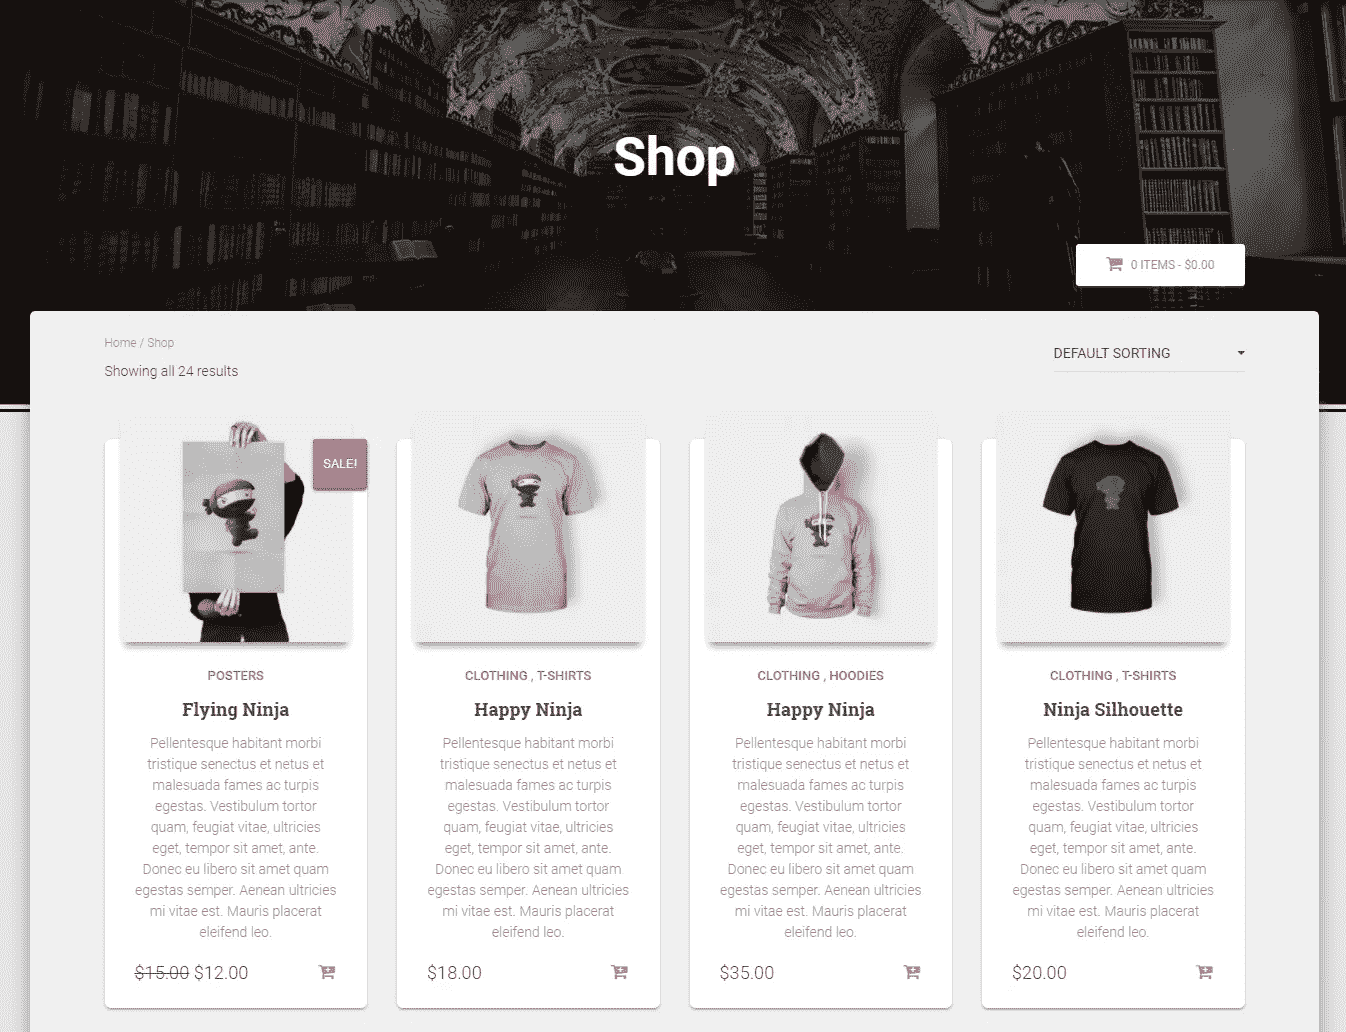 Shop
0 ITEMS - $0.00
Home / Shop
Showing all 24 results
DEFAULT SORTING
SALE!
POSTERS
Flying Ninja
Pellentesque habitant morbi
tristique senectus et netus et
malesuada fames ac turpis
egestas. Vestibulum tortor
quam, feugiat vitae, ultricies
eget, tempor sit amet, ante.
Donec eu libero sit amet quam
egestas semper. Aenean ultricies
mi vitae est. Mauris placerat
eleifend leo.
$15.00 $12.00
CLOTHING , T-SHIRTS
Happy Ninja
Pellentesque habitant morbi
tristique senectus et netus et
malesuada fames ac turpis
egestas. Vestibulum tortor
quam, feugiat vitae, ultricies
eget, tempor sit amet, ante.
Donec eu libero sit amet quam
egestas semper. Aenean ultricies
mi vitae est. Mauris placerat
eleifend leo.
$18.00
CLOTHING , HOODIES
Happy Ninja
Pellentesque habitant morbi
tristique senectus et netus et
malesuada fames ac turpis
egestas. Vestibulum tortor
quam, feugiat vitae, ultricies
eget, tempor sit amet, ante.
Donec eu libero sit amet quam
egestas semper. Aenean ultricies
mi vitae est. Mauris placerat
eleifend leo.
$35.00
CLOTHING , T-SHIRTS
Ninja Silhouette
Pellentesque habitant morbi
tristique senectus et netus et
malesuada fames ac turpis
egestas. Vestibulum tortor
quam, feugiat vitae, ultricies
eget, tempor sit amet, ante.
Donec eu libero sit amet quam
egestas semper. Aenean ultricies
mi vitae est. Mauris placerat
eleifend leo.
$20.00